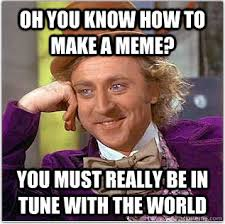 OH YOU KNOW HOW TO
MAKE A MEME?
YOU MUST REALLY BE IN
TUNE WITH THE WORLD